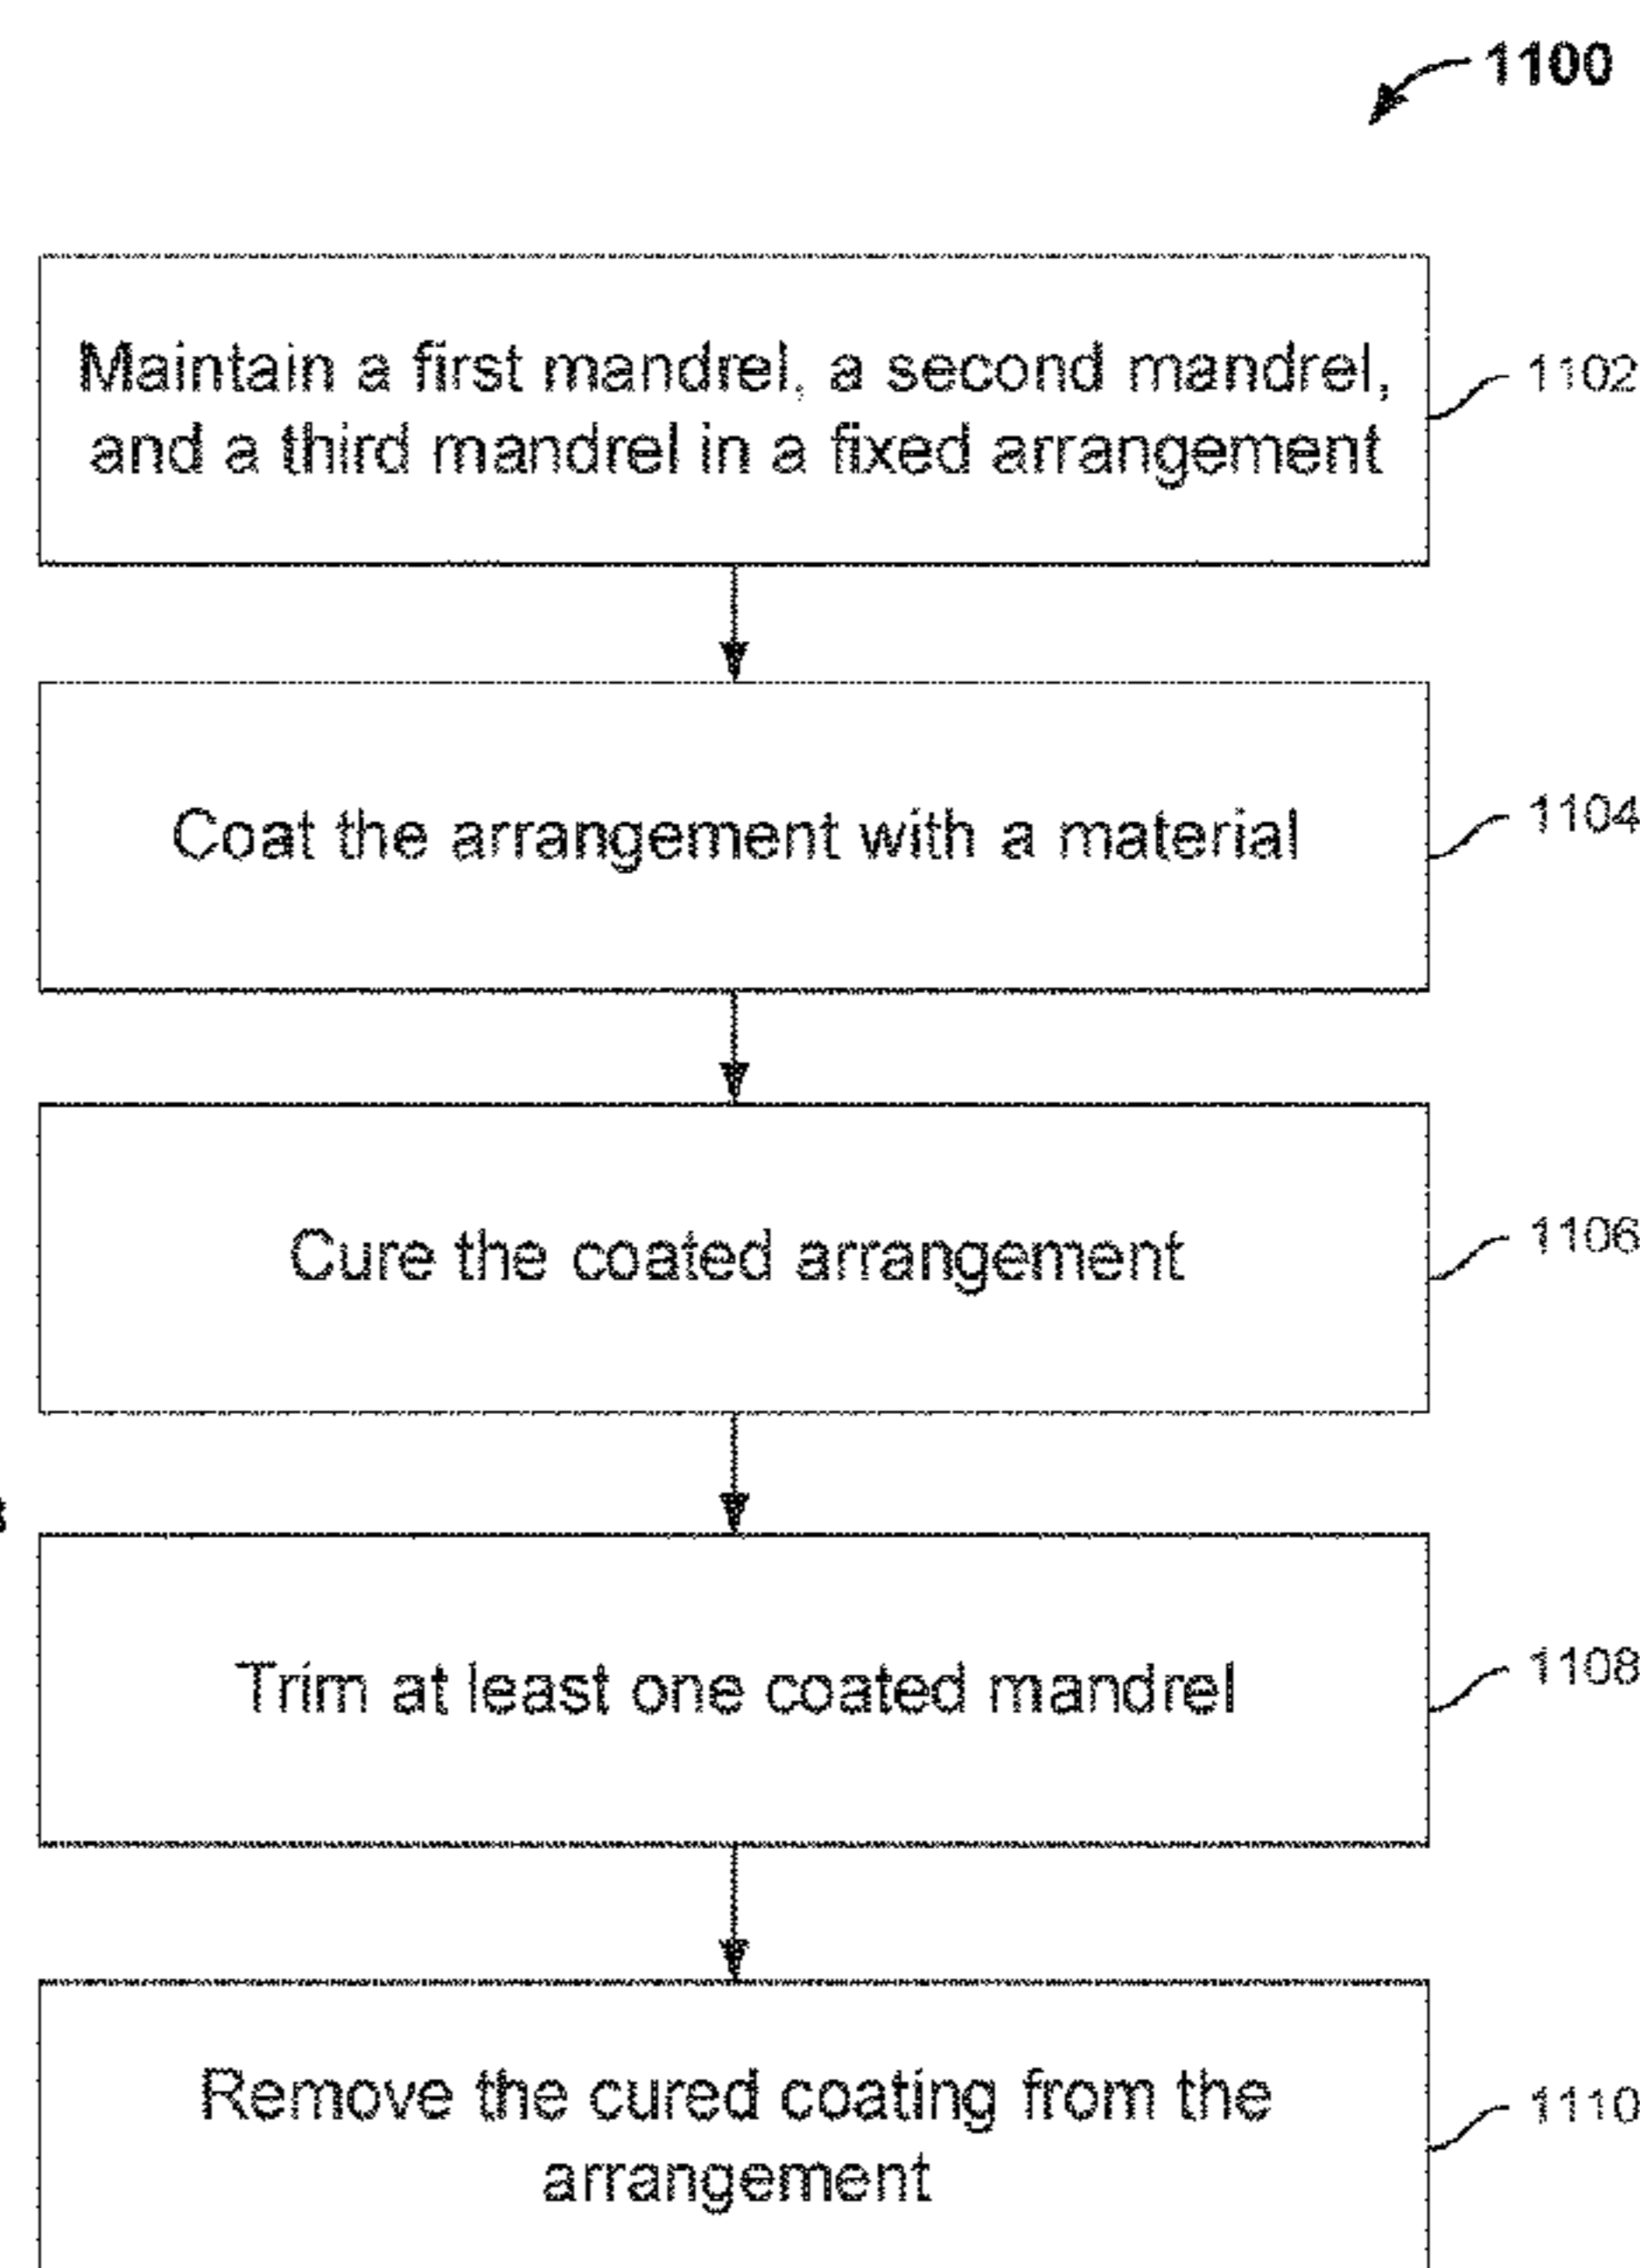 1100
Maintain a first mandrel, a second mandrel,
and a third mandrel in a fixed arrangement
1102
Coat the arrangement with a material
1104
Cure the coated arrangement
1106
Trim at least one coated mandrel
1108
Remove the cured coating from the
arrangement
1110